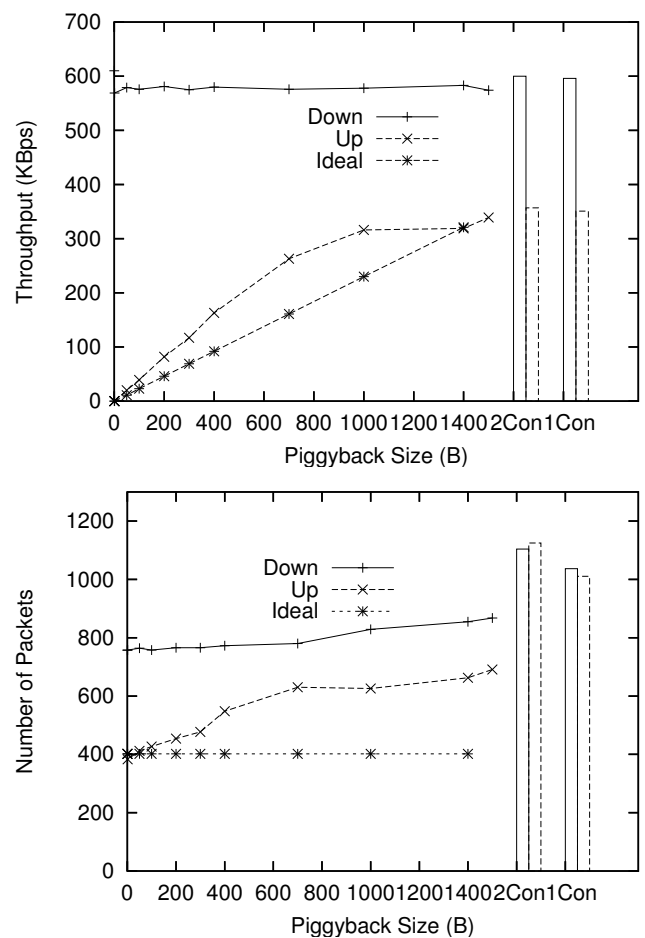 700
600
500
400
300
200
100
0
Throughput (KBps)
Down
Up
Ideal
0 200 400 600 800 1000 1200 1400 2Con 1Con
Piggyback Size (B)
1200
1000
800
600
400
200
0
Number of Packets
Down
Up
Ideal
0 200 400 600 800 1000 1200 1400 2Con 1Con
Piggyback Size (B)